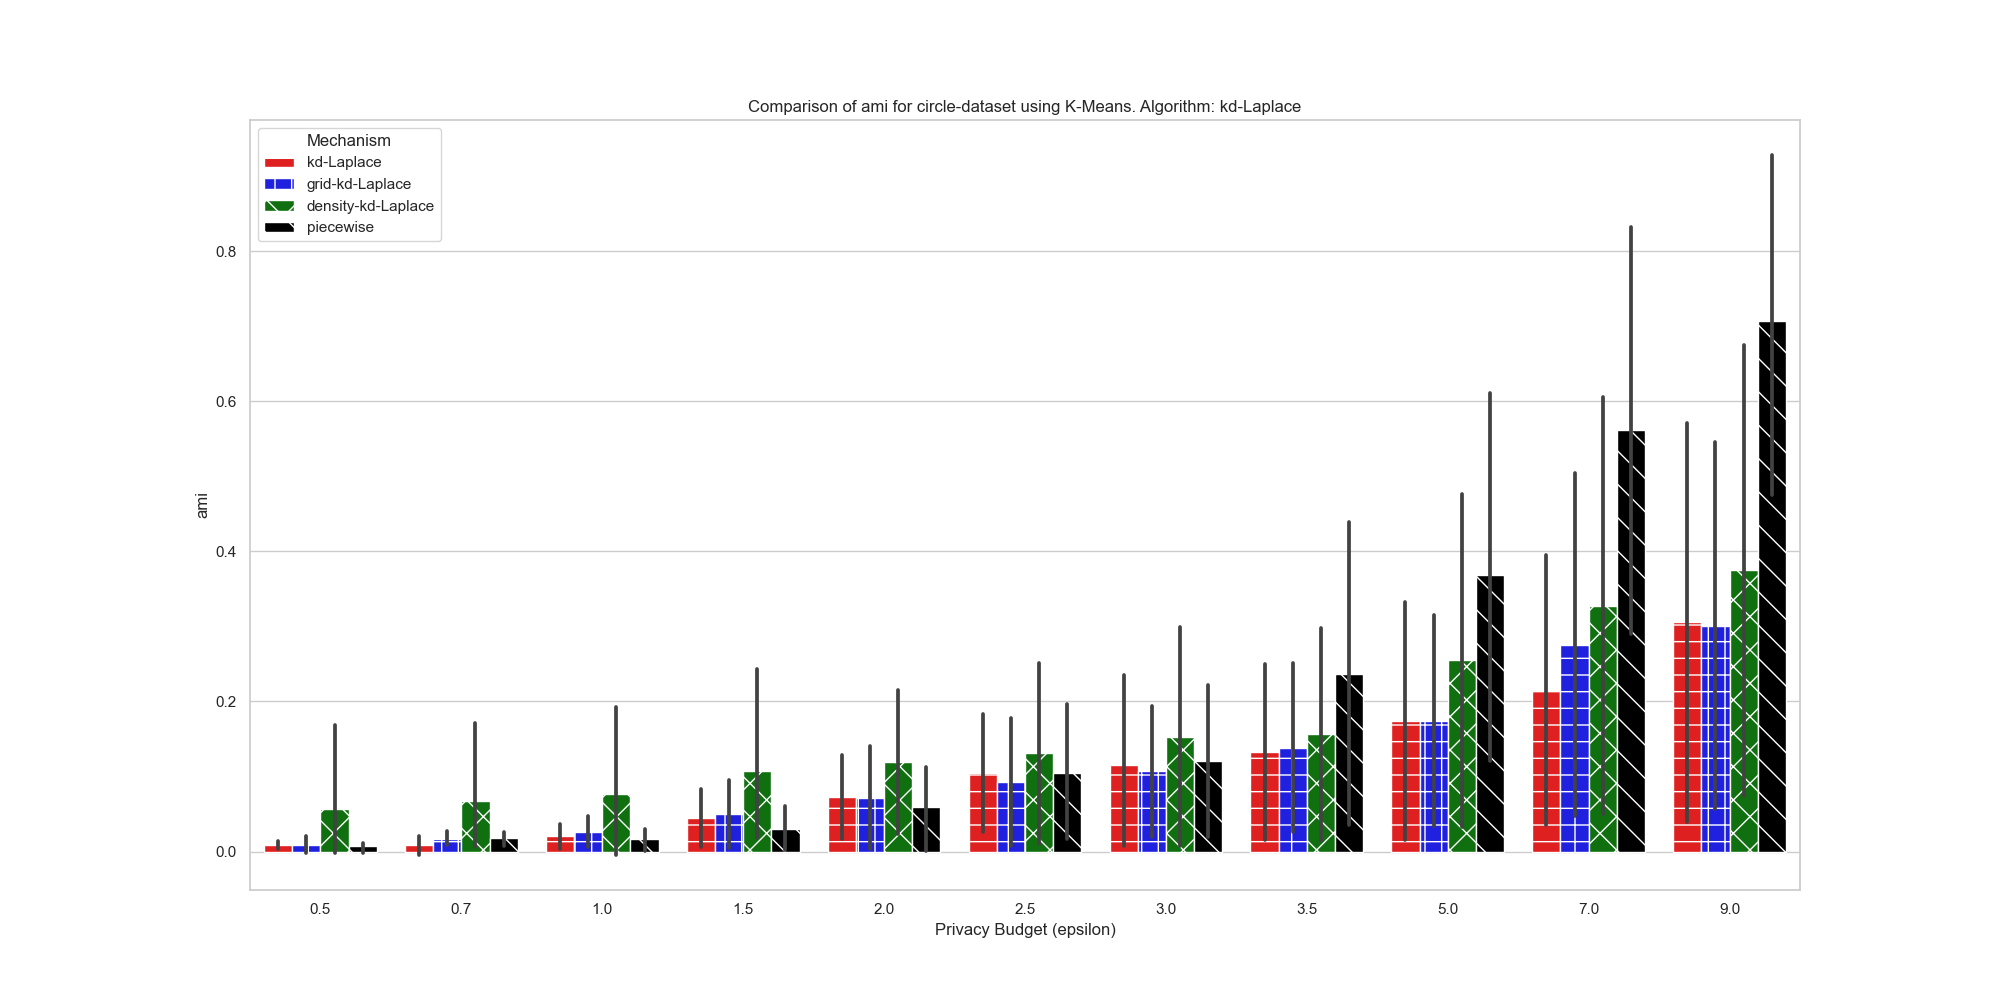 Comparison of ami for circle-dataset using K-Means. Algorithm: kd-Laplace
Mechanism
kd-Laplace
grid-kd-Laplace
density-kd-Laplace
piecewise
0.8
0.6
0.4
0.2
0.0
ami
0.5 0.7 1.0 1.5 2.0 2.5 3.0 3.5 5.0 7.0 9.0
Privacy Budget (epsilon)